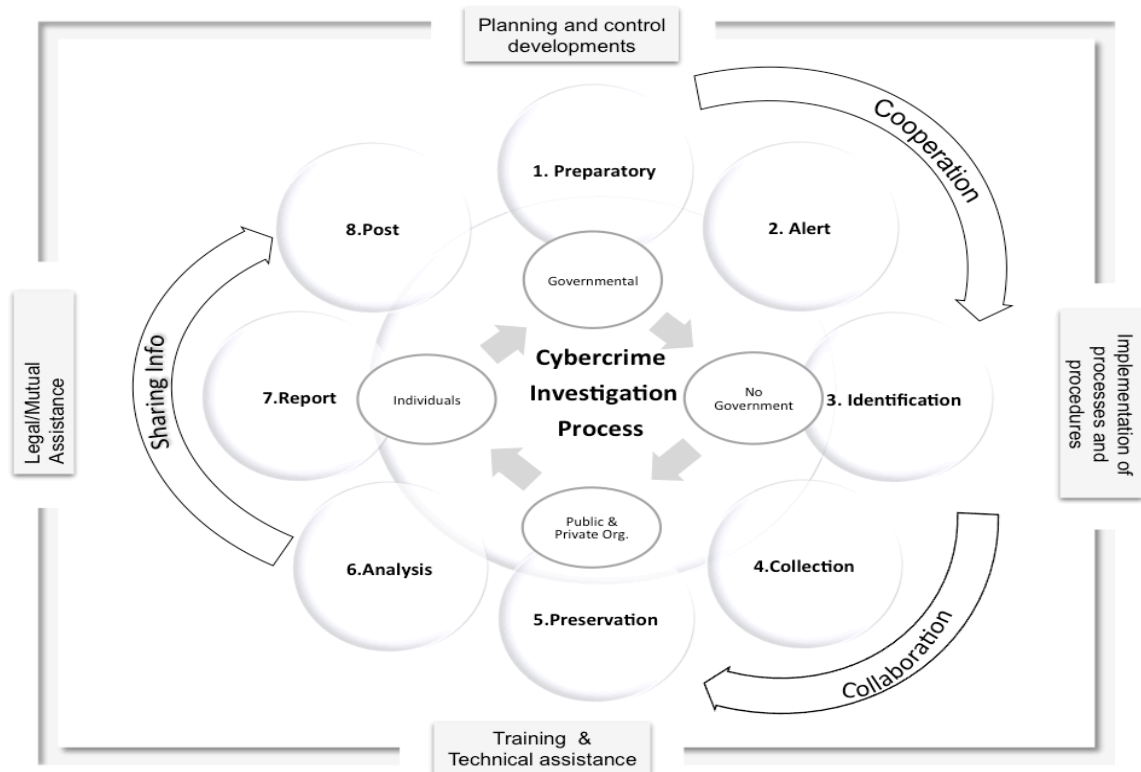 Planning and control
developments
Cooperation
1. Preparatory
8.Post
2. Alert
Governmental
Cybercrime
Investigation
Process
Legal/Mutual
Assistance
Sharing Info
7.Report
Individuals
No
Government
3. Identification
Implementation of
processes and
procedures
Public &
Private Org.
6.Analysis
4.Collection
5.Preservation
Collaboration
Training &
Technical assistance